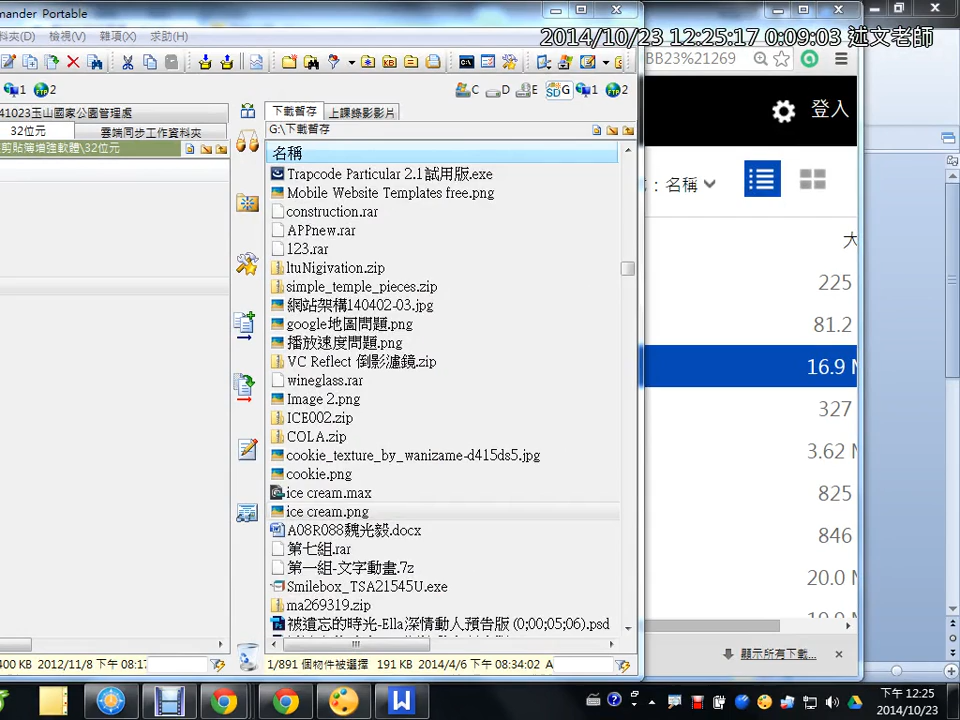 mander Portable
2014/10/23 12:25:17 0:09:03 述文老師
料夾(D) 檢視(V) 雜項(X) 求助(H)
BB23%21269
1 2 C D E G 1 2
登入
41023玉山國家公園管理處
下載暫存 上課錄影影片
32位元 雲端同步工作資料夾
G:\下載暫存
剪貼簿增強軟體\32位元
名稱
: 名稱
Trapcode Particular 2.1試用版.exe
Mobile Website Templates free.png
construction.rar
APPnew.rar
123.rar
ltuNigivation.zip
simple_temple_pieces.zip
網站架構140402-03.jpg
google地圖問題.png
播放速度問題.png
VC Reflect 倒影濾鏡.zip
wineglass.rar
Image 2.png
ICE002.zip
COLA.zip
cookie_texture_by_wanizame-d415ds5.jpg
cookie.png
ice cream.max
ice cream.png
A08R088魏光毅.docx
第七組.rar
第一組-文字動畫.7z
Smilebox_TSA21545U.exe
ma269319.zip
被遺忘的時光-Ella深情動人預告版 (0;00;05;06).psd
225
81.2
16.9 M
327
3.62 M
825
846
20.0 M
400 KB 2012/11/8 下午 08:17
1/891 個物件被選擇 191 KB 2014/4/6 下午 08:34:02 A
顯示所有下載...
下午 12:25
2014/10/23